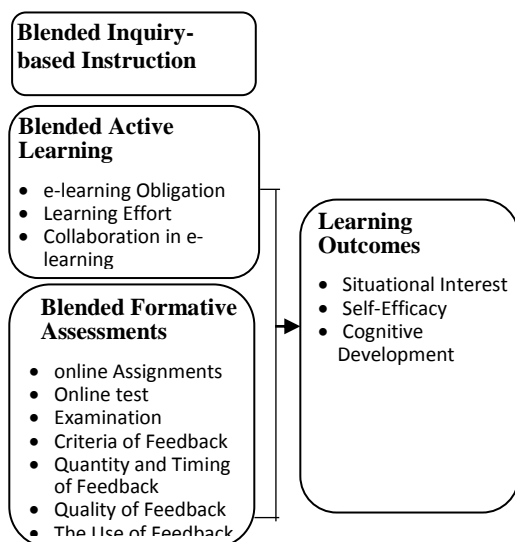 Blended Inquiry-
based Instruction
Blended Active
Learning
• e-learning Obligation
• Learning Effort
• Collaboration in e-
learning
Blended Formative
Assessments
• online Assignments
• Online test
• Examination
• Criteria of Feedback
• Quantity and Timing
of Feedback
• Quality of Feedback
• The Use of Feedback
Learning
Outcomes
• Situational Interest
• Self-Efficacy
• Cognitive
Development